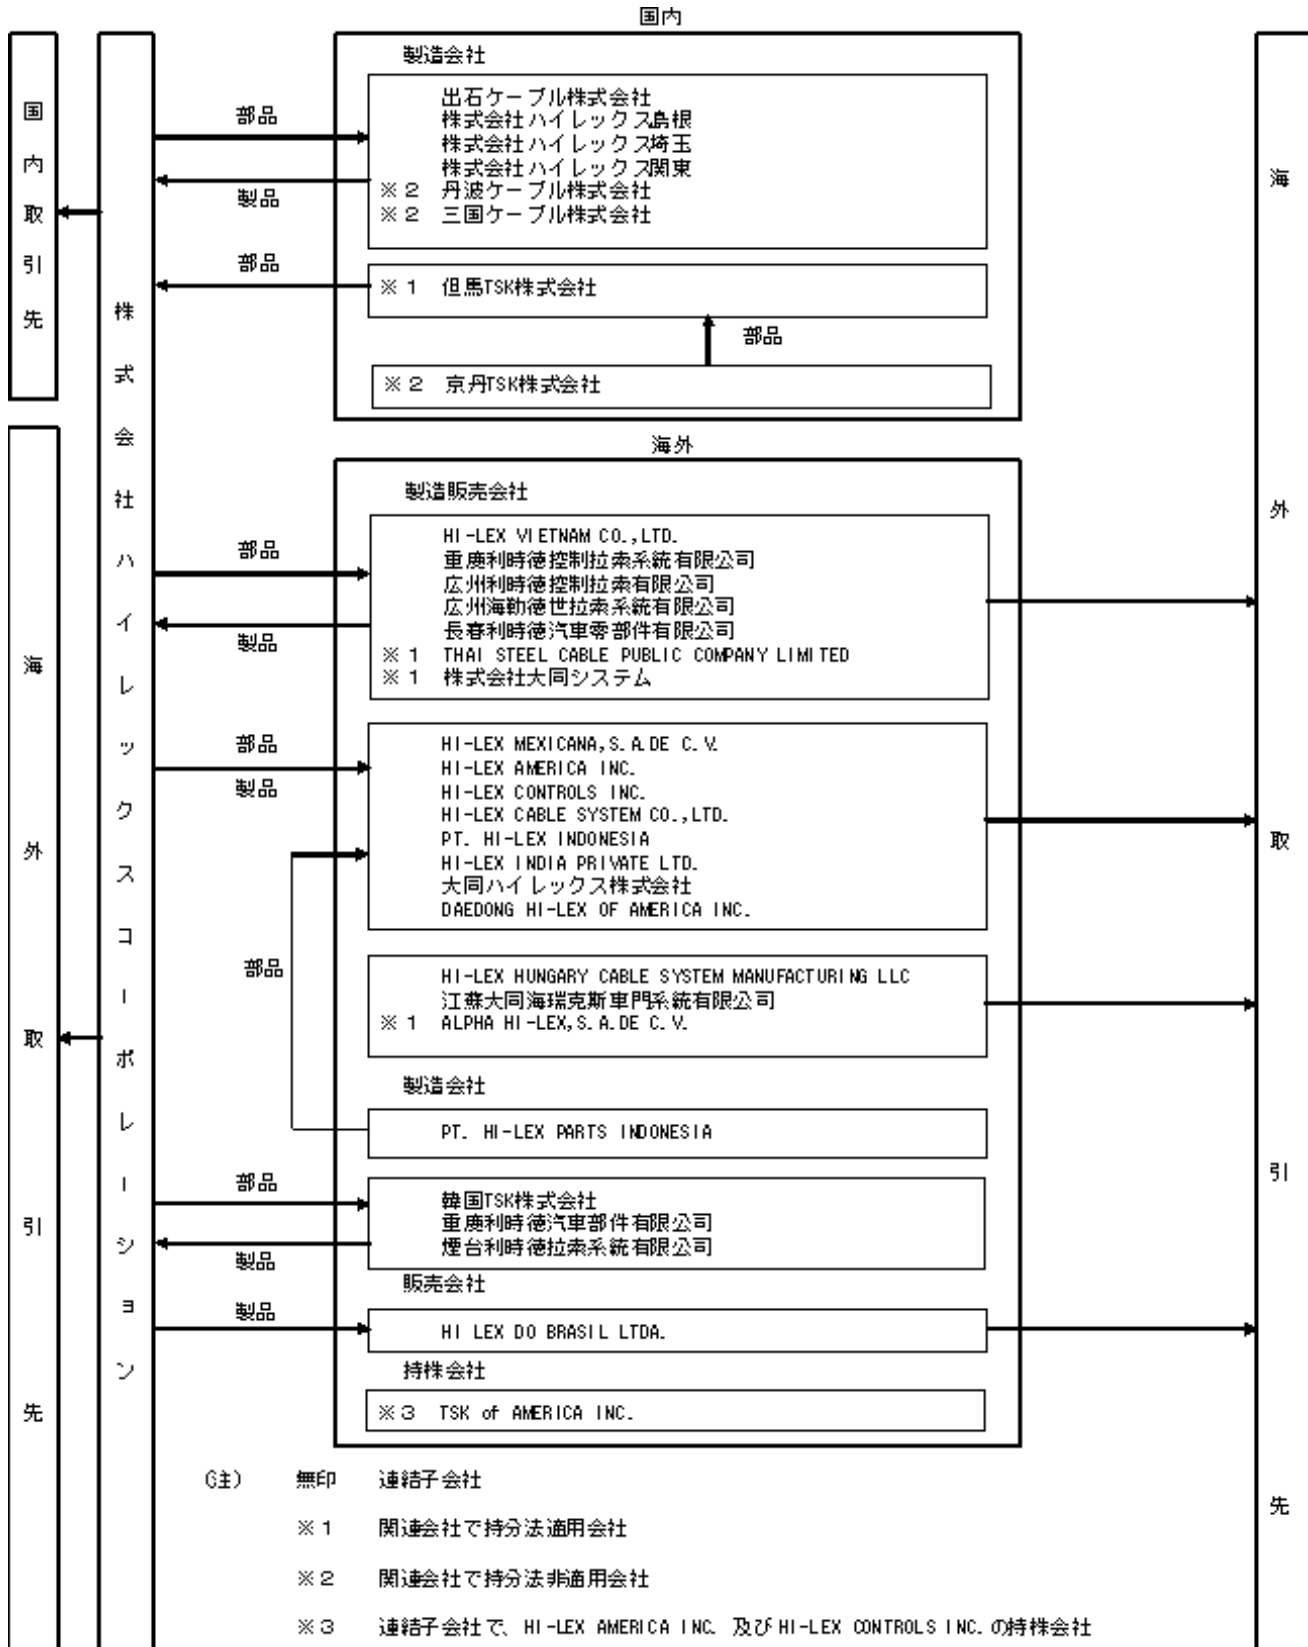 国内
国内取引先
株式会社ハイレックスコーポレーション
海外取引先
海外取引先
製造会社
部品
製品
出石ケーブル株式会社
株式会社ハイレックス島根
株式会社ハイレックス埼玉
株式会社ハイレックス関東
※2 丹波ケーブル株式会社
※2 三国ケーブル株式会社
部品
※1 但馬TSK株式会社
部品
※2 京丹TSK株式会社
海外
製造販売会社
部品
製品
HI-LEX VIETNAM CO.,LTD.
重慶利時徳控制拉索系統有限公司
広州利時徳控制拉索有限公司
広州海勒徳世拉索系統有限公司
長春利時徳汽車零部件有限公司
※1 THAI STEEL CABLE PUBLIC COMPANY LIMITED
※1 株式会社大同システム
部品
製品
HI-LEX MEXICANA,S.A.DE C.V.
HI-LEX AMERICA INC.
HI-LEX CONTROLS INC.
HI-LEX CABLE SYSTEM CO.,LTD.
PT. HI-LEX INDONESIA
HI-LEX INDIA PRIVATE LTD.
大同ハイレックス株式会社
DAEDONG HI-LEX OF AMERICA INC.
部品
HI-LEX HUNGARY CABLE SYSTEM MANUFACTURING LLC
江蘇大同海瑞克斯車門系統有限公司
※1 ALPHA HI-LEX,S.A.DE C.V.
製造会社
PT. HI-LEX PARTS INDONESIA
部品
製品
韓国TSK株式会社
重慶利時徳汽車部件有限公司
煙台利時徳拉索系統有限公司
販売会社
製品
HI LEX DO BRASIL LTDA.
持株会社
※3 TSK of AMERICA INC.
(注) 無印 連結子会社
※1 関連会社で持分法適用会社
※2 関連会社で持分法非適用会社
※3 連結子会社で、HI-LEX AMERICA INC. 及びHI-LEX CONTROLS INC.の持株会社